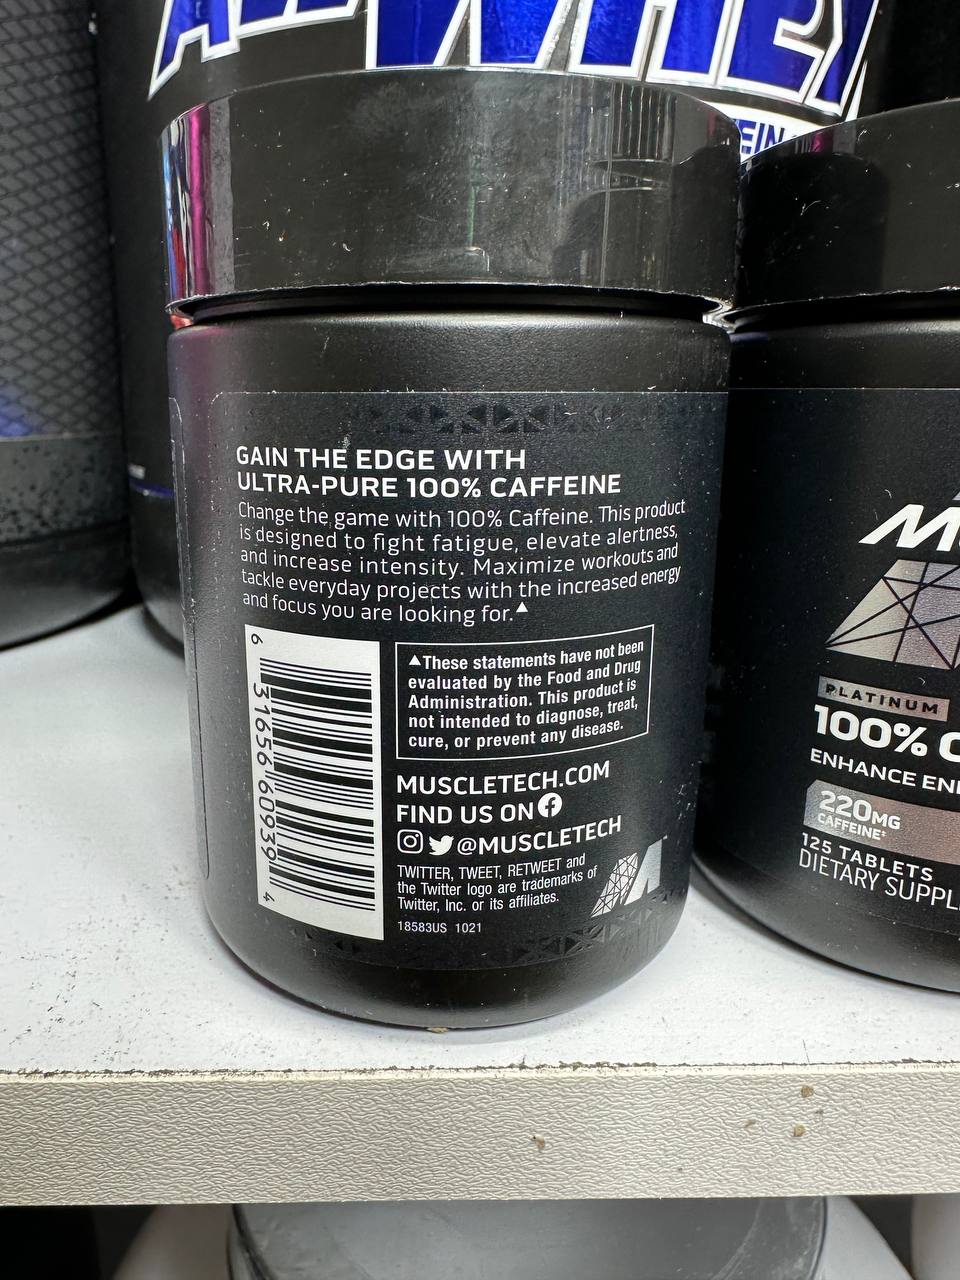 GAIN THE EDGE WITH
ULTRA-PURE 100% CAFFEINE
Change the game with 100% Caffeine. This product
is designed to fight fatigue, elevate alertness,
and increase intensity. Maximize workouts and
tackle everyday projects with the increased energy
and focus you are looking for.▲
6 31656 60939 4
▲These statements have not been
evaluated by the Food and Drug
Administration. This product is
not intended to diagnose, treat,
cure, or prevent any disease.
MUSCLETECH.COM
FIND US ON
@MUSCLETECH
TWITTER, TWEET, RETWEET and
the Twitter logo are trademarks of
Twitter, Inc. or its affiliates.
18583US 1021
PLATINUM
100%
ENHANCE
220MG
CAFFEINE‡
125 TABLETS
DIETARY